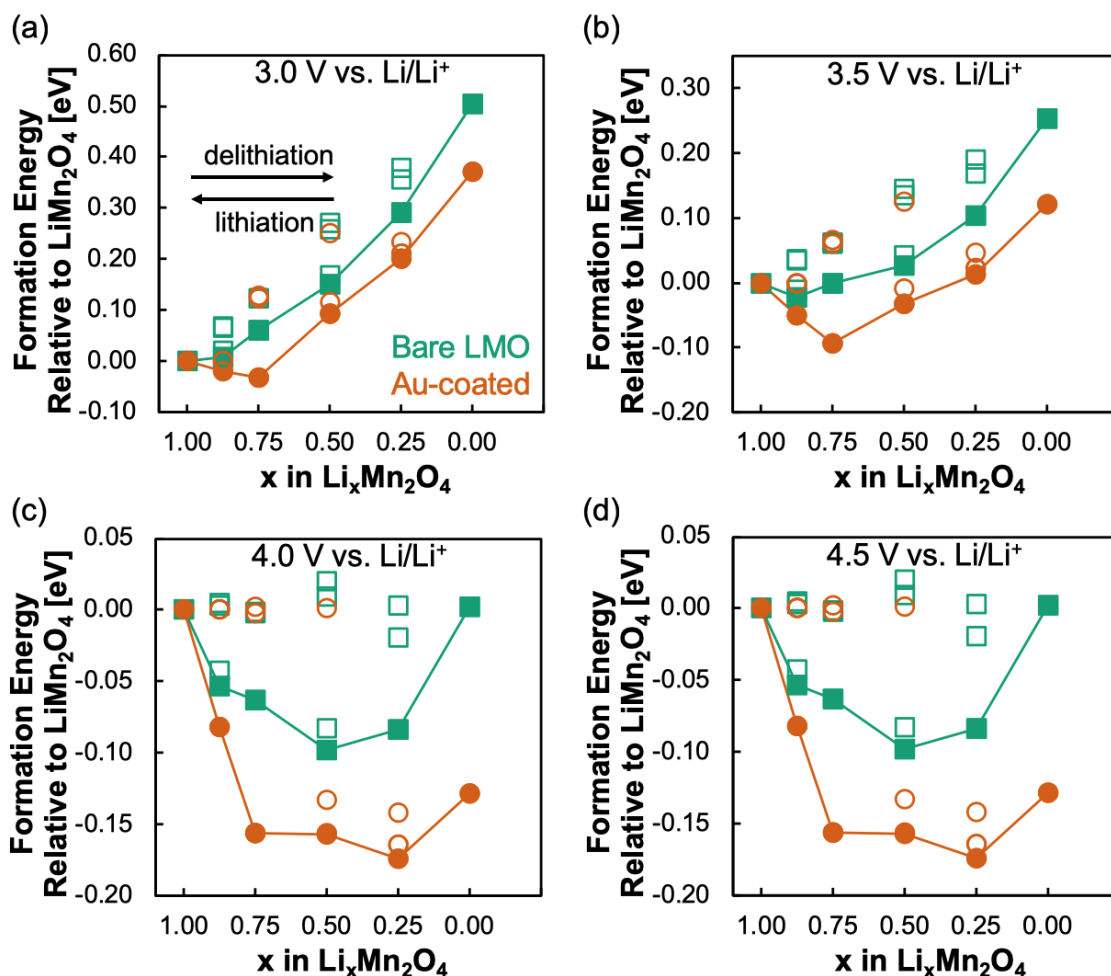 (a)
3.0 V vs. Li/Li⁺
Formation Energy
Relative to LiMn₂O₄ [eV]
0.60
0.50
0.40
0.30
0.20
0.10
0.00
-0.10
delithiation
lithiation
Bare LMO
Au-coated
1.00 0.75 0.50 0.25 0.00
x in LiₓMn₂O₄
(b)
3.5 V vs. Li/Li⁺
Formation Energy
Relative to LiMn₂O₄ [eV]
0.30
0.20
0.10
0.00
-0.10
-0.20
1.00 0.75 0.50 0.25 0.00
x in LiₓMn₂O₄
(c)
4.0 V vs. Li/Li⁺
Formation Energy
Relative to LiMn₂O₄ [eV]
0.05
0.00
-0.05
-0.10
-0.15
-0.20
1.00 0.75 0.50 0.25 0.00
x in LiₓMn₂O₄
(d)
4.5 V vs. Li/Li⁺
Formation Energy
Relative to LiMn₂O₄ [eV]
0.05
0.00
-0.05
-0.10
-0.15
-0.20
1.00 0.75 0.50 0.25 0.00
x in LiₓMn₂O₄